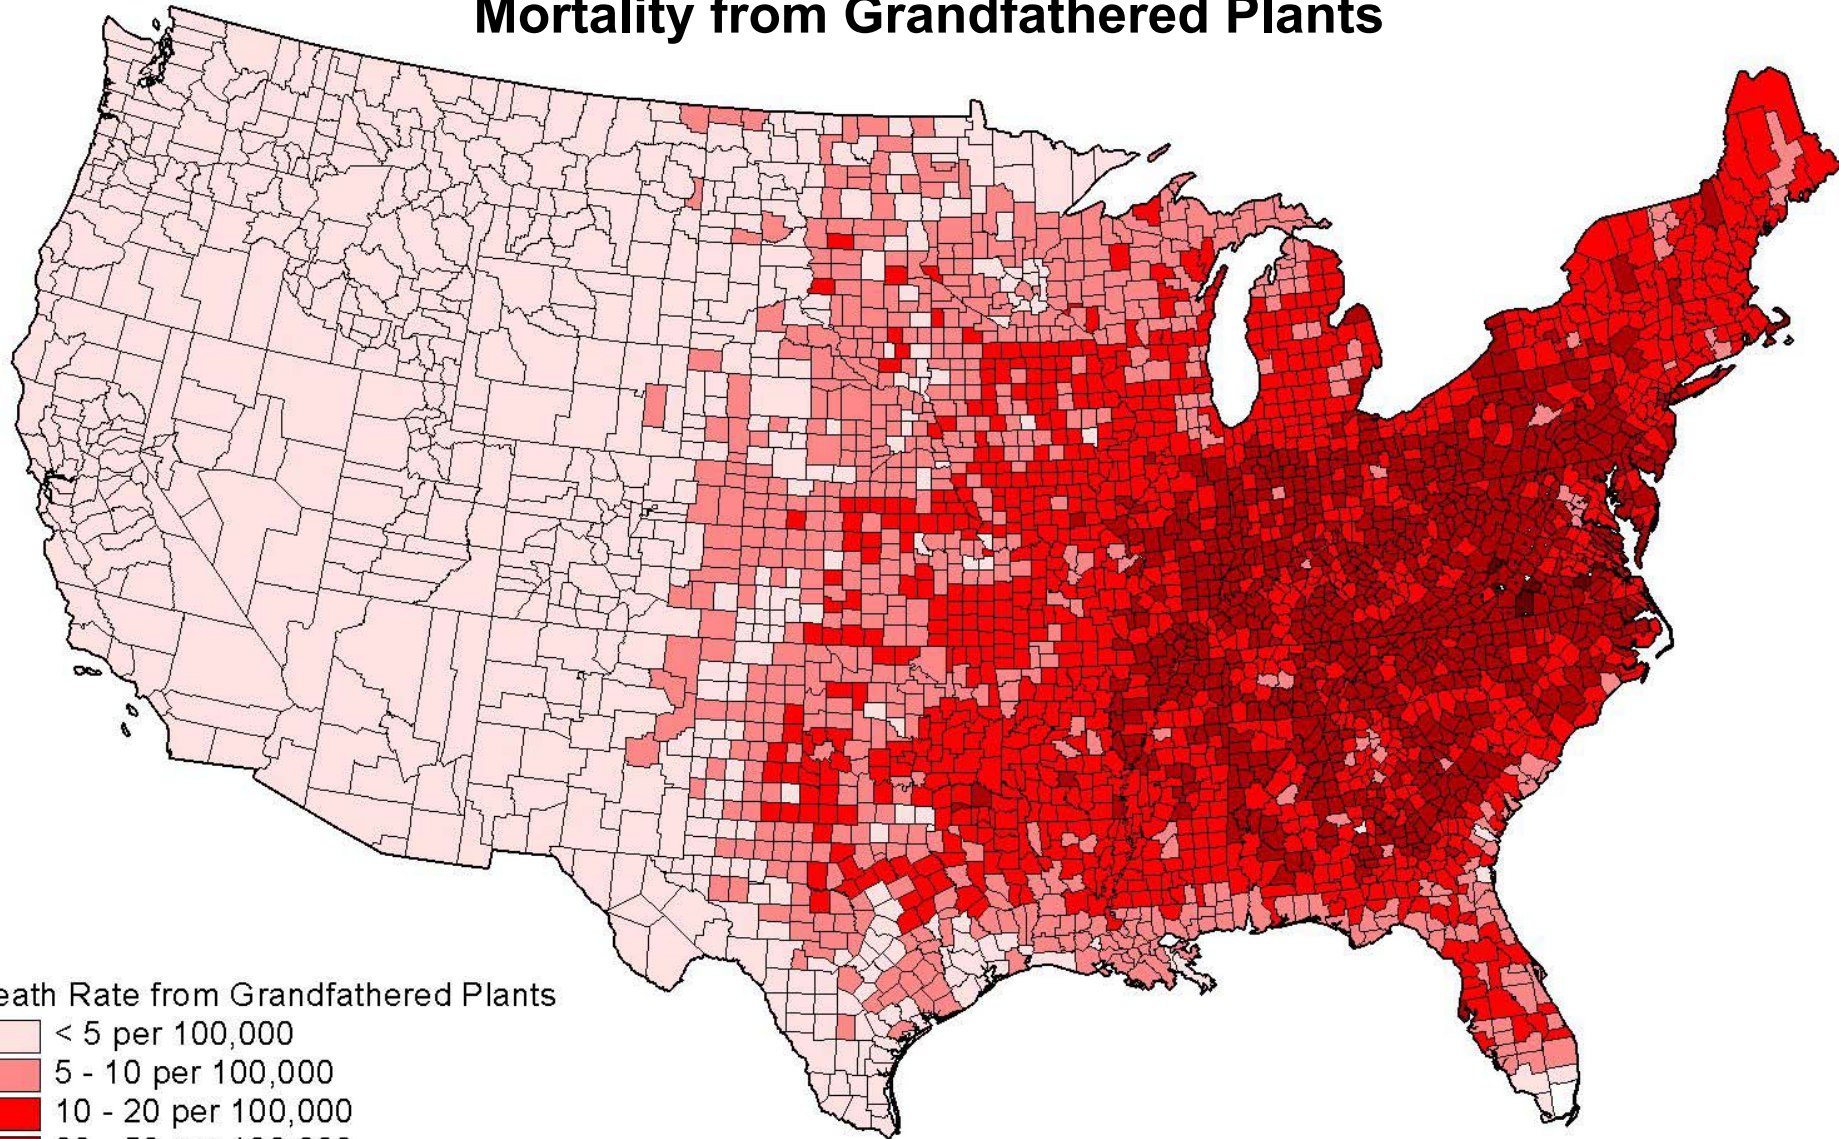 Mortality from Grandfathered Plants
eath Rate from Grandfathered Plants
< 5 per 100,000
5 - 10 per 100,000
10 - 20 per 100,000